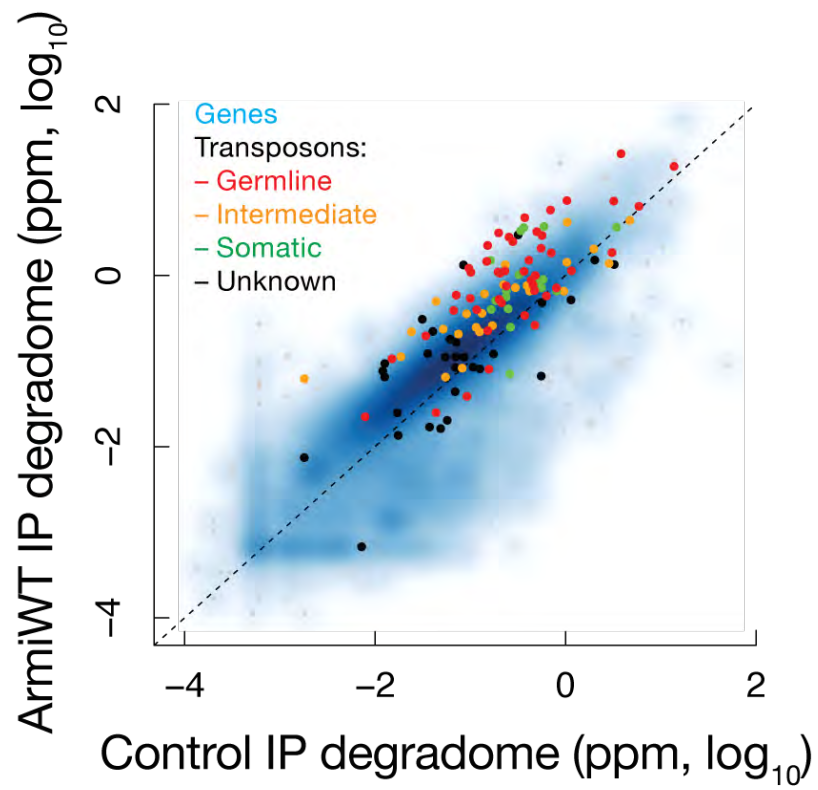 ArmiWT IP degradome (ppm, log10)
2
0
−2
−4
Genes
Transposons:
– Germline
– Intermediate
– Somatic
– Unknown
−4 −2 0 2
Control IP degradome (ppm, log10)